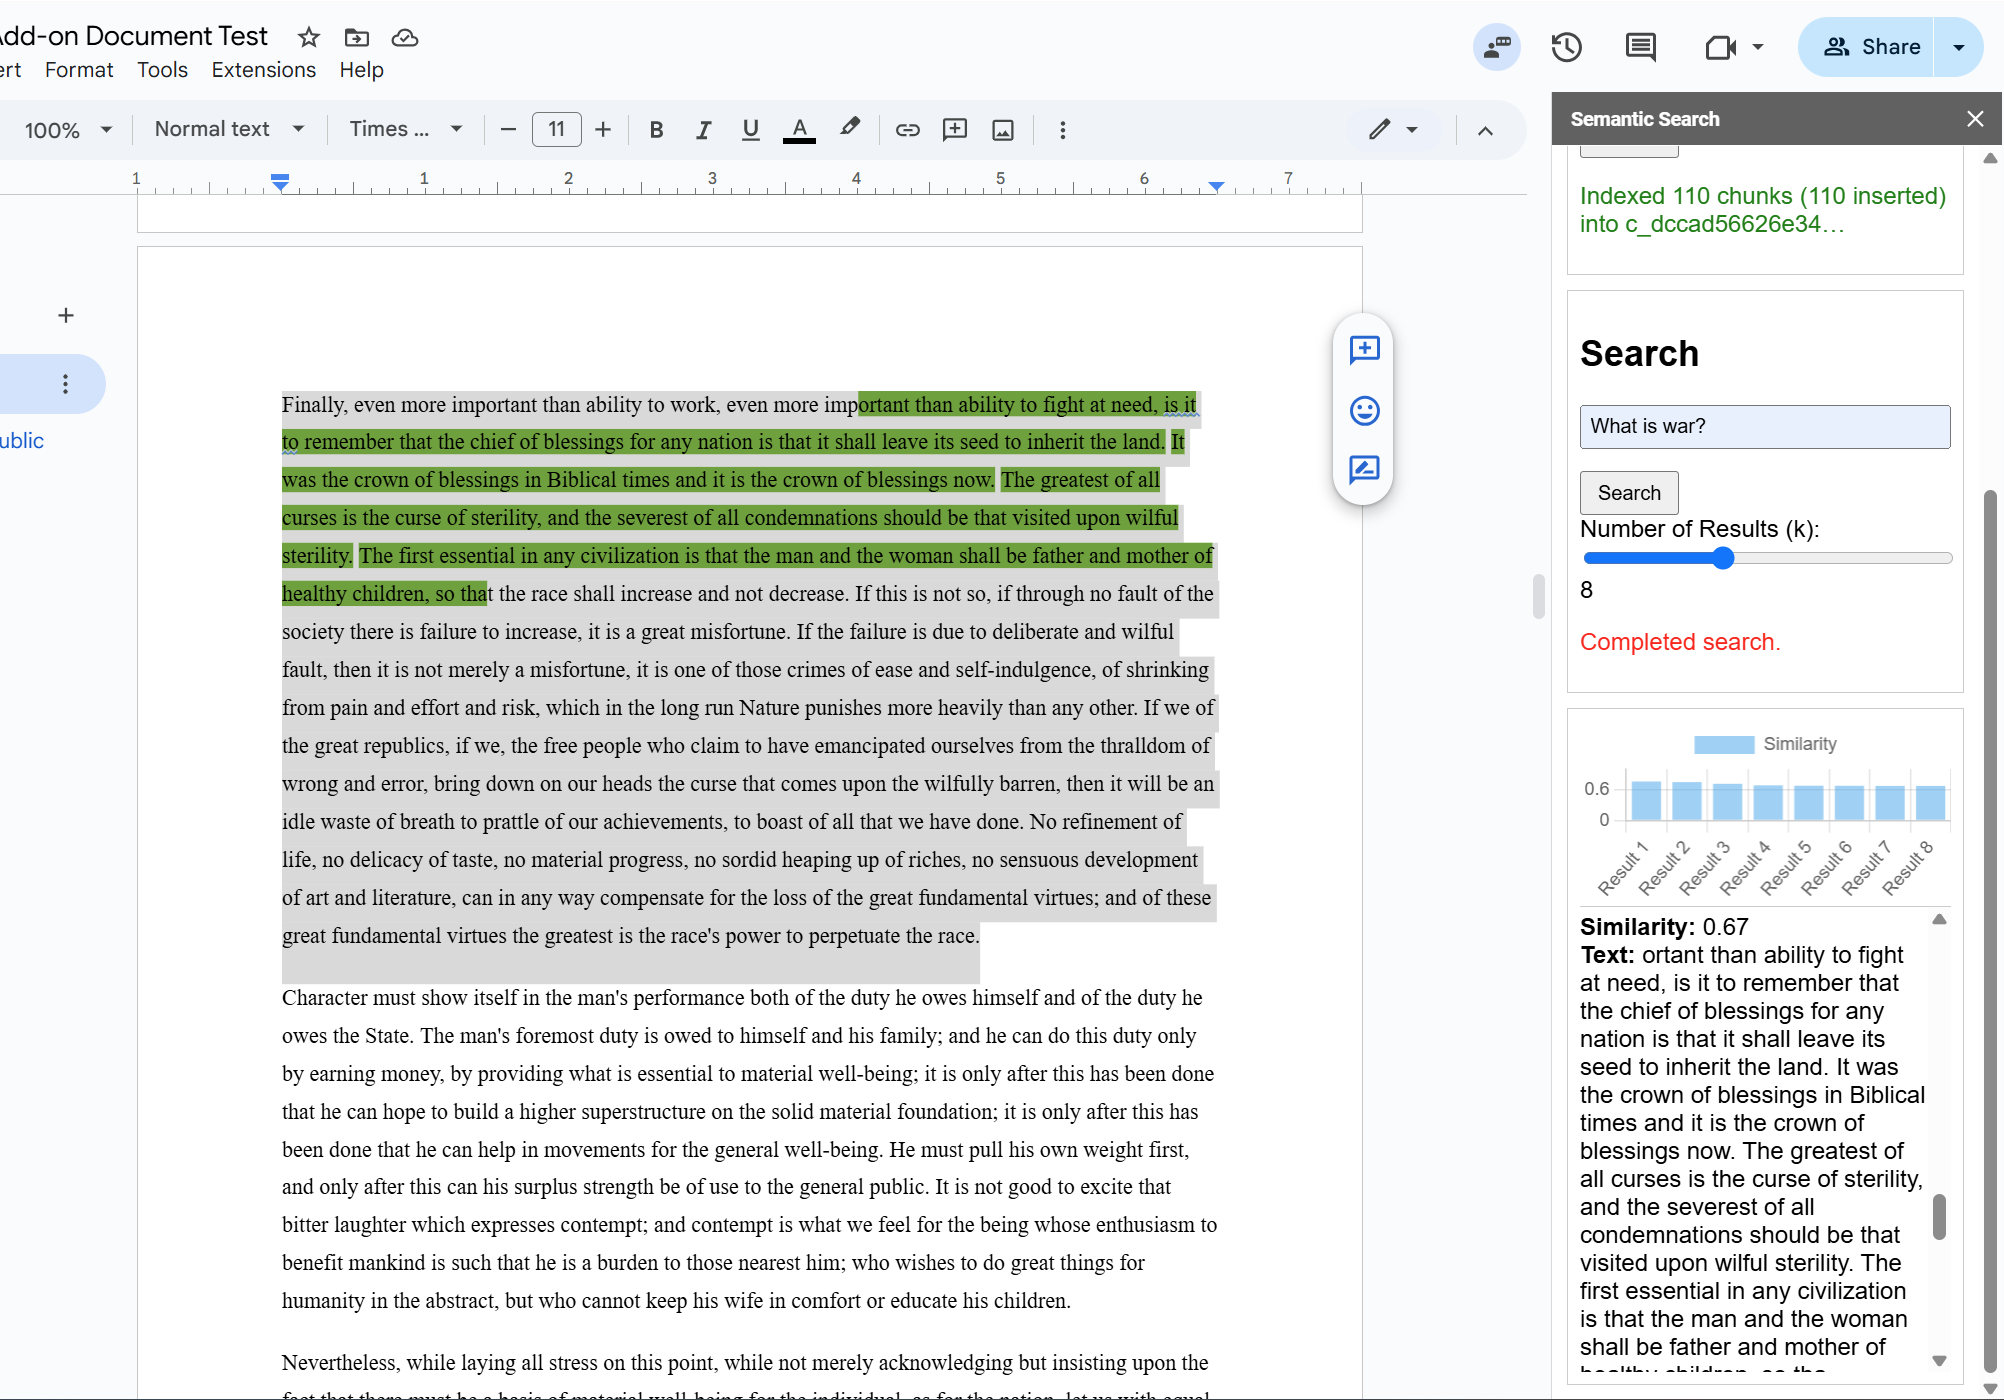 Add-on Document Test
Format Tools Extensions Help
Share
100% Normal text Times ... 11
Semantic Search
1 1 2 3 4 5 6 7
Indexed 110 chunks (110 inserted)
into c_dccad56626e34…
Search
What is war?
Search
Number of Results (k):
8
Completed search.
Similarity
0.6
0
Result 1
Result 2
Result 3
Result 4
Result 5
Result 6
Result 7
Result 8
Similarity: 0.67
Text: ortant than ability to fight
at need, is it to remember that
the chief of blessings for any
nation is that it shall leave its
seed to inherit the land. It was
the crown of blessings in Biblical
times and it is the crown of
blessings now. The greatest of
all curses is the curse of sterility,
and the severest of all
condemnations should be that
visited upon wilful sterility. The
first essential in any civilization
is that the man and the woman
shall be father and mother of
healthy children, so tha
Finally, even more important than ability to work, even more important than ability to fight at need, is it
to remember that the chief of blessings for any nation is that it shall leave its seed to inherit the land. It
was the crown of blessings in Biblical times and it is the crown of blessings now. The greatest of all
curses is the curse of sterility, and the severest of all condemnations should be that visited upon wilful
sterility. The first essential in any civilization is that the man and the woman shall be father and mother of
healthy children, so that the race shall increase and not decrease. If this is not so, if through no fault of the
society there is failure to increase, it is a great misfortune. If the failure is due to deliberate and wilful
fault, then it is not merely a misfortune, it is one of those crimes of ease and self-indulgence, of shrinking
from pain and effort and risk, which in the long run Nature punishes more heavily than any other. If we of
the great republics, if we, the free people who claim to have emancipated ourselves from the thralldom of
wrong and error, bring down on our heads the curse that comes upon the wilfully barren, then it will be an
idle waste of breath to prattle of our achievements, to boast of all that we have done. No refinement of
life, no delicacy of taste, no material progress, no sordid heaping up of riches, no sensuous development
of art and literature, can in any way compensate for the loss of the great fundamental virtues; and of these
great fundamental virtues the greatest is the race's power to perpetuate the race.
Character must show itself in the man's performance both of the duty he owes himself and of the duty he
owes the State. The man's foremost duty is owed to himself and his family; and he can do this duty only
by earning money, by providing what is essential to material well-being; it is only after this has been done
that he can hope to build a higher superstructure on the solid material foundation; it is only after this has
been done that he can help in movements for the general well-being. He must pull his own weight first,
and only after this can his surplus strength be of use to the general public. It is not good to excite that
bitter laughter which expresses contempt; and contempt is what we feel for the being whose enthusiasm to
benefit mankind is such that he is a burden to those nearest him; who wishes to do great things for
humanity in the abstract, but who cannot keep his wife in comfort or educate his children.
Nevertheless, while laying all stress on this point, while not merely acknowledging but insisting upon the
fact that there must be a basis of material well-being for the individual, as for the nation, let us with equal
ublic